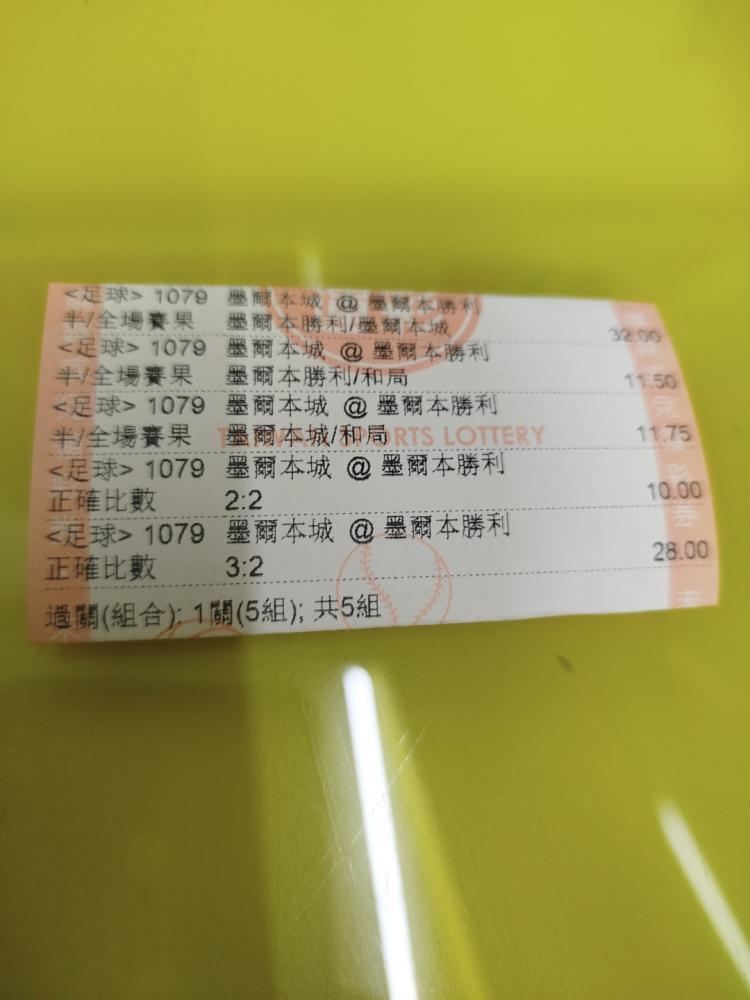 <足球> 1079 墨爾本城 @ 墨爾本勝利
半/全場賽果 墨爾本勝利/墨爾本城 32.00
<足球> 1079 墨爾本城 @ 墨爾本勝利
半/全場賽果 墨爾本勝利/和局 11.50
<足球> 1079 墨爾本城 @ 墨爾本勝利
半/全場賽果 墨爾本城/和局 11.75
TAIWAN SPORTS LOTTERY
<足球> 1079 墨爾本城 @ 墨爾本勝利
正確比數 2:2 10.00
<足球> 1079 墨爾本城 @ 墨爾本勝利
正確比數 3:2 28.00
過關(組合): 1關(5組); 共5組